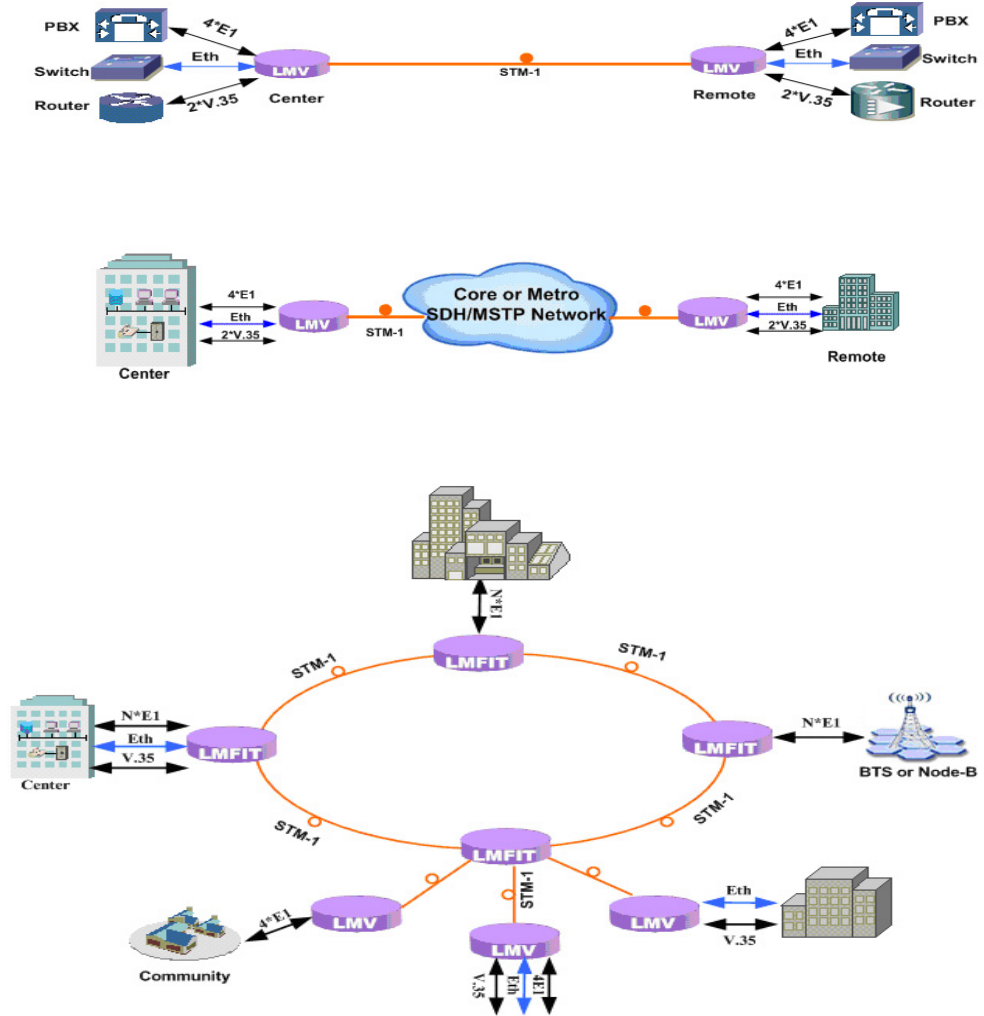 PBX
4*E1
Switch
Eth
Router
2*V.35
LMV
Center
STM-1
LMV
Remote
4*E1
PBX
Eth
Switch
2*V.35
Router
4*E1
Eth
2*V.35
Center
LMV
STM-1
Core or Metro
SDH/MSTP Network
LMV
4*E1
Eth
2*V.35
Remote
N*E1
LMFIT
STM-1
STM-1
N*E1
Eth
V.35
Center
LMFIT
LMFIT
N*E1
BTS or Node-B
STM-1
STM-1
LMFIT
STM-1
4*E1
LMV
Community
LMV
V.35
Eth
4E1
LMV
Eth
V.35